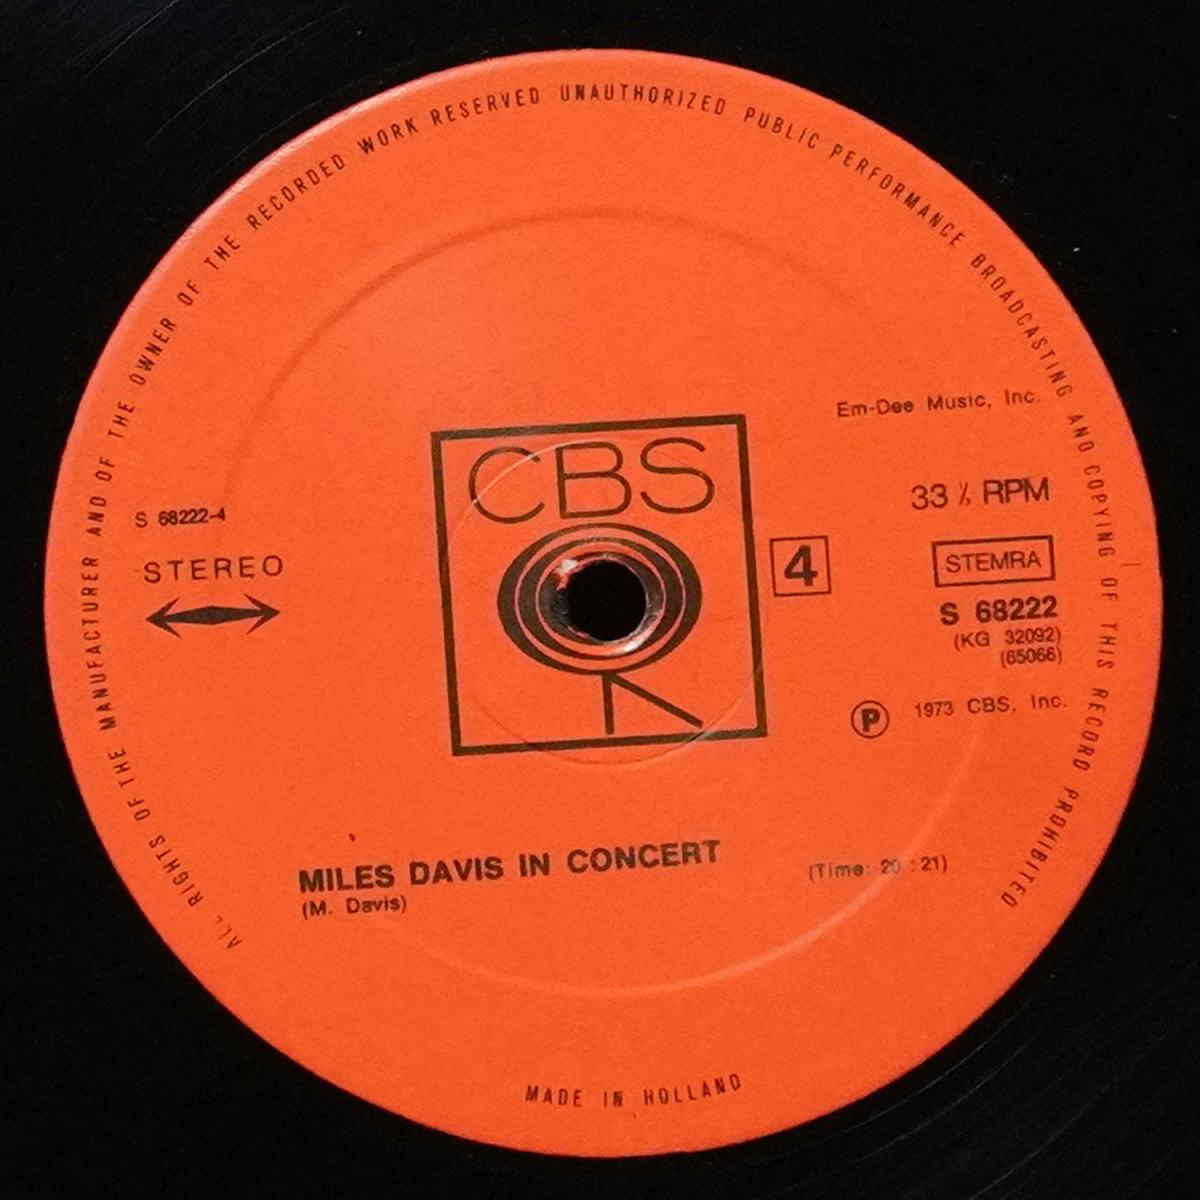 ALL RIGHTS OF THE MANUFACTURER AND OF THE OWNER OF THE RECORDED WORK RESERVED UNAUTHORIZED PUBLIC PERFORMANCE BROADCASTING AND COPYING OF THIS RECORD PROHIBITED
Em-Dee Music, Inc.
CBS
33 ⅓ RPM
S 68222-4
STEREO
4
STEMRA
S 68222
(KG 32092)
(65066)
P 1973 CBS, Inc.
MILES DAVIS IN CONCERT (Time: 20 : 21)
(M. Davis)
MADE IN HOLLAND